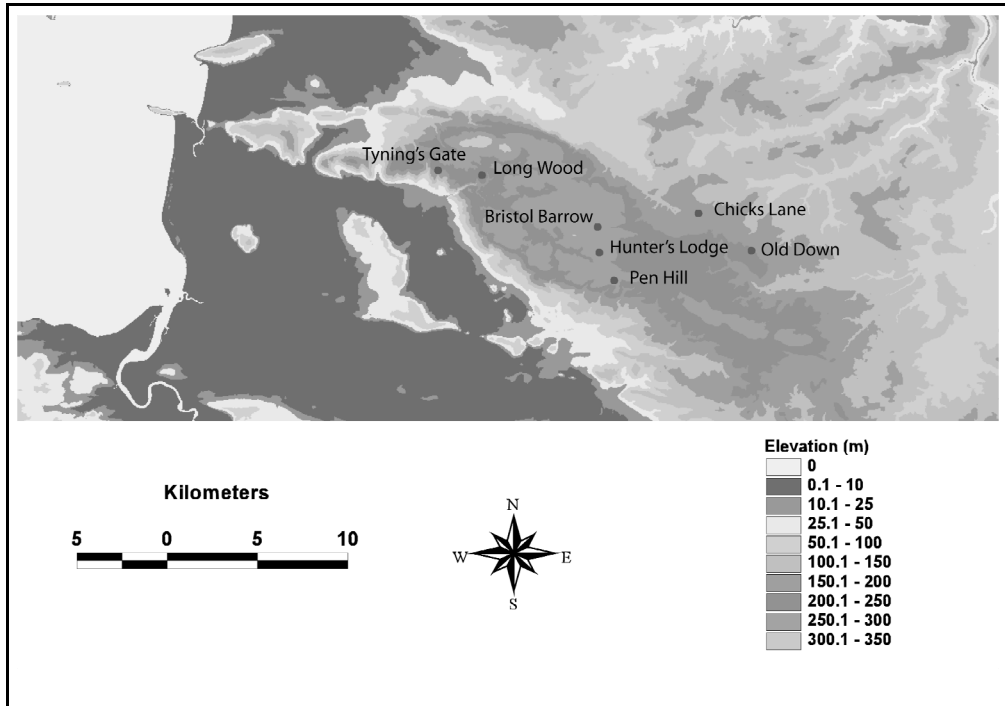 Tyning's Gate
Long Wood
Chicks Lane
Bristol Barrow
Hunter's Lodge
Old Down
Pen Hill
Elevation (m)
0
0.1 - 10
10.1 - 25
25.1 - 50
50.1 - 100
100.1 - 150
150.1 - 200
200.1 - 250
250.1 - 300
300.1 - 350
Kilometers
5 0 5 10
N
W E
S